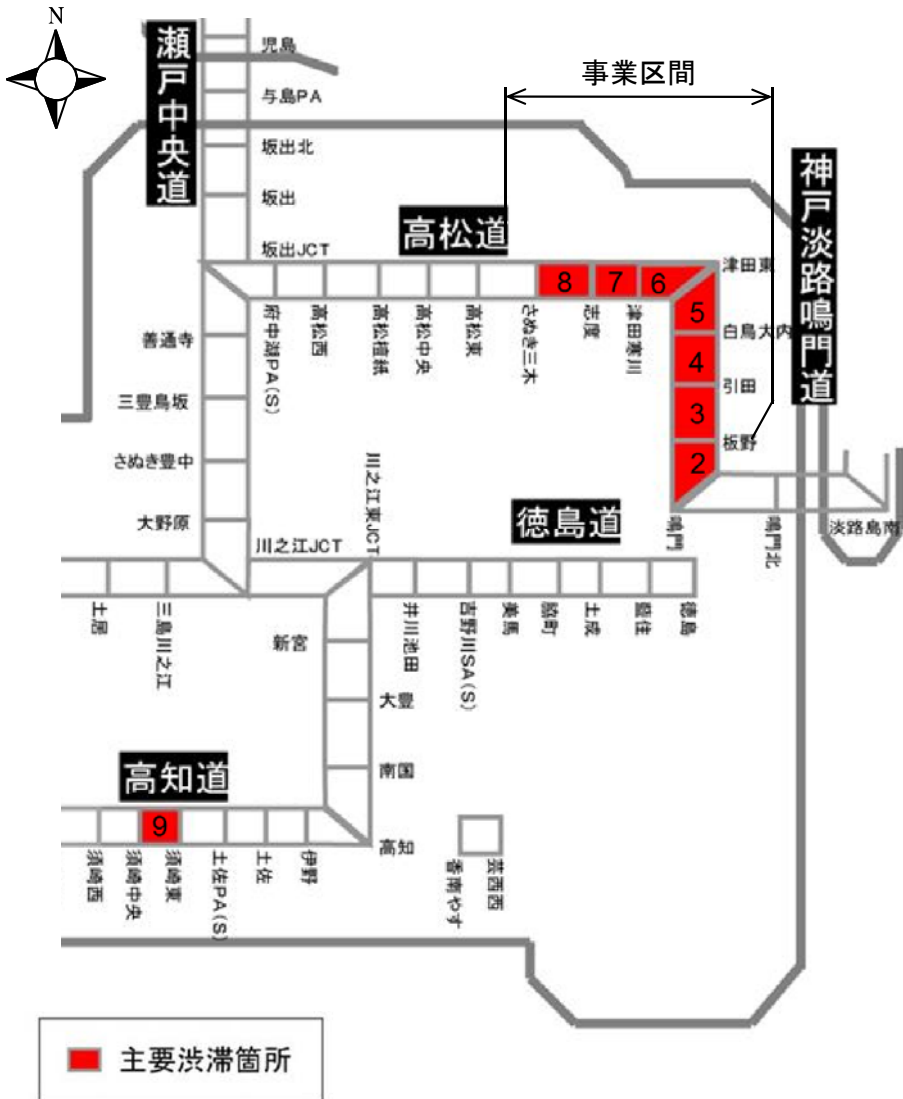 N
瀬戸中央道
児島
与島PA
坂出北
坂出
坂出JCT
事業区間
神戸淡路鳴門道
高松道
8
7
6
5
4
3
2
津田東
白鳥大内
引田
板野
府中湖PA(S)
高松西
高松檀紙
高松中央
高松東
さぬき三木
志度
津田寒川
善通寺
三豊鳥坂
さぬき豊中
大野原
川之江JCT
川之江東JCT
徳島道
鳴門
鳴門北
淡路島南
土居
三島川之江
新宮
大豊
南国
高知
井川池田
吉野川SA(S)
美馬
脇町
土成
藍住
徳島
高知道
9
須崎西
須崎中央
須崎東
土佐PA(S)
土佐
伊野
香南やす
芸西西
主要渋滞箇所